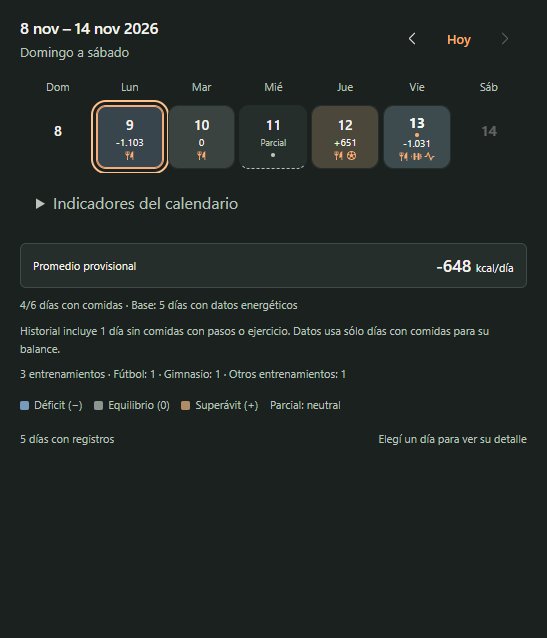 8 nov – 14 nov 2026
Domingo a sábado
Hoy
Dom Lun Mar Mié Jue Vie Sáb
8 9 10 11 12 13 14
-1.103 0 Parcial +651 -1.031
Indicadores del calendario
Promedio provisional -648 kcal/día
4/6 días con comidas · Base: 5 días con datos energéticos
Historial incluye 1 día sin comidas con pasos o ejercicio. Datos usa sólo días con comidas para su
balance.
3 entrenamientos · Fútbol: 1 · Gimnasio: 1 · Otros entrenamientos: 1
Déficit (−) Equilibrio (0) Superávit (+) Parcial: neutral
5 días con registros Elegí un día para ver su detalle